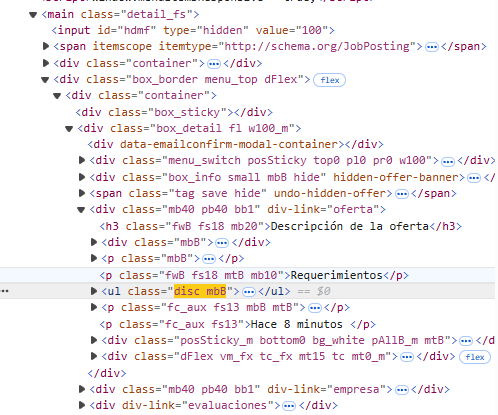 <main class="detail_fs">
<input id="hdmf" type="hidden" value="100">
<span itemscope itemtype="http://schema.org/JobPosting"> ⋯ </span>
<div class="container"> ⋯ </div>
<div class="box_border menu_top dFlex"> flex
<div class="container">
<div class="box_sticky"></div>
<div class="box_detail fl w100_m">
<div data-emailconfirm-modal-container></div>
<div class="menu_switch posSticky top0 pl0 pr0 w100"> ⋯ </div>
<div class="box_info small mbB hide" hidden-offer-banner> ⋯ </div>
<span class="tag save hide" undo-hidden-offer> ⋯ </span>
<div class="mb40 pb40 bb1" div-link="oferta">
<h3 class="fwB fs18 mb20">Descripción de la oferta</h3>
<div class="mbB"> ⋯ </div>
<p class="mbB"> ⋯ </p>
<p class="fwB fs18 mtB mb10">Requerimientos</p>
⋯ <ul class="disc mbB"> ⋯ </ul> == $0
<p class="fc_aux fs13 mbB mtB"> ⋯ </p>
<p class="fc_aux fs13">Hace 8 minutos </p>
<div class="posSticky_m bottom0 bg_white pAllB_m mtB"> ⋯ </d
<div class="dFlex vm_fx tc_fx mt15 tc mt0_m"> ⋯ </div> flex
</div>
<div class="mb40 pb40 bb1" div-link="empresa"> ⋯ </div>
<div div-link="evaluaciones"> ⋯ </div>